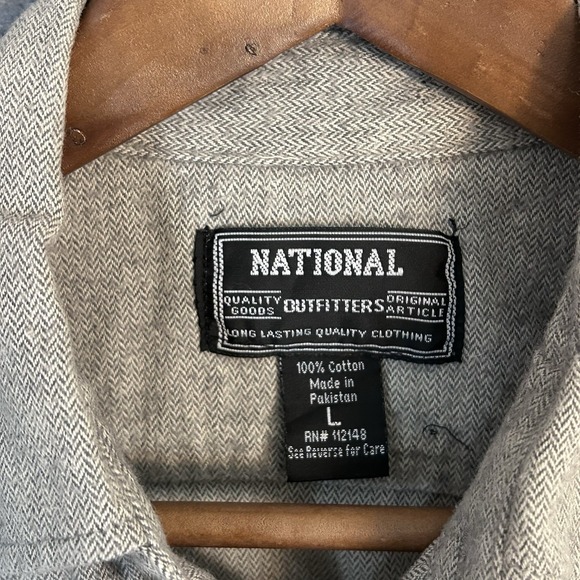 NATIONAL
QUALITY GOODS OUTFITTERS ORIGINAL ARTICLE
LONG LASTING QUALITY CLOTHING
100% Cotton
Made in
Pakistan
L
RN# 112148
See Reverse for Care